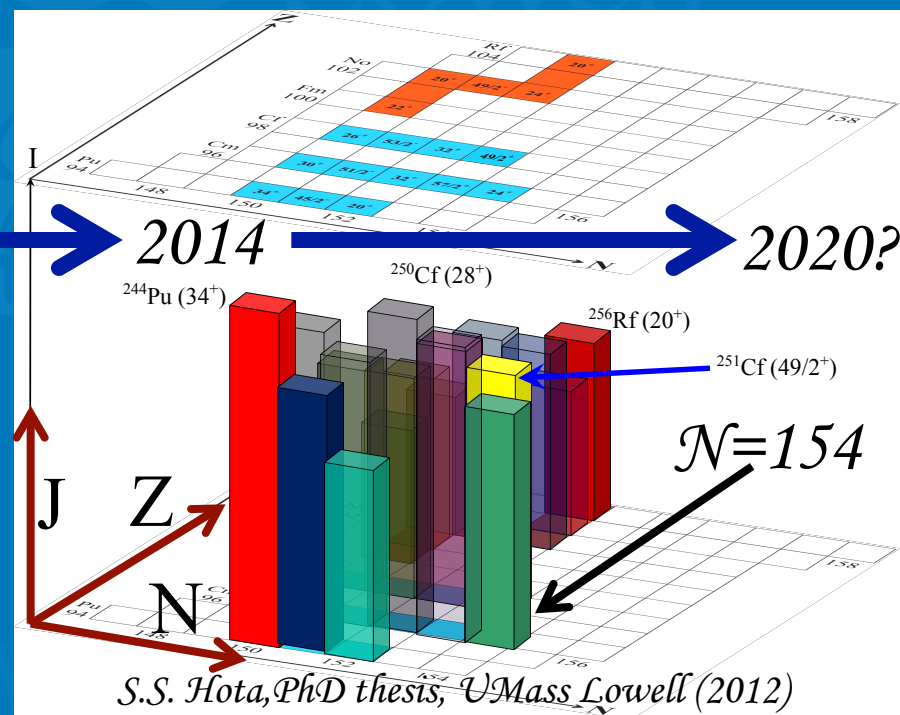 Z
Rf
104
20⁺
No
102
20⁺ 49/2 24⁺
Fm
100
22⁺
158
Cf
98
26⁺ 53/2 32⁺ 49/2⁺
Cm
96
30⁺ 51/2 32⁺ 57/2⁺ 24⁺
I
Pu
94
34⁺ 45/2 20⁺
148
150
152
156
N
2014
2020?
²⁵⁰Cf (28⁺)
²⁴⁴Pu (34⁺)
²⁵⁶Rf (20⁺)
²⁵¹Cf (49/2⁺)
N=154
J
Z
N
158
Pu
94
148
150
152
154
156
S.S. Hota,PhD thesis, UMass Lowell (2012)
N